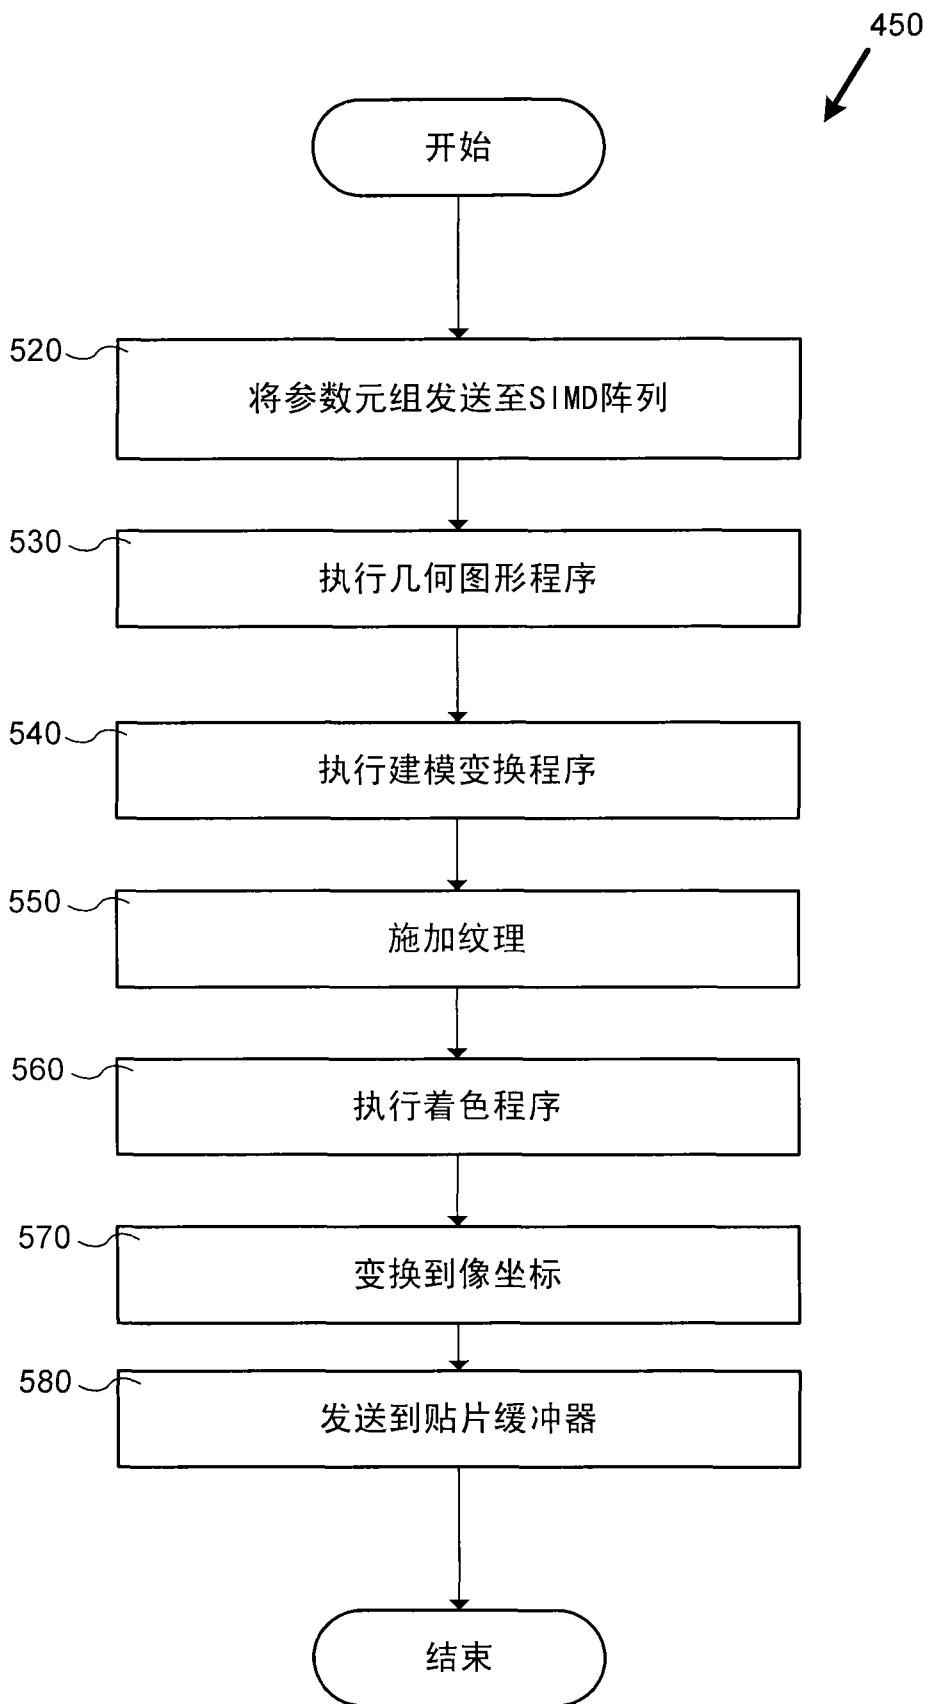 450
开始
520
将参数元组发送至SIMD阵列
530
执行几何图形程序
540
执行建模变换程序
550
施加纹理
560
执行着色程序
570
变换到像坐标
580
发送到贴片缓冲器
结束